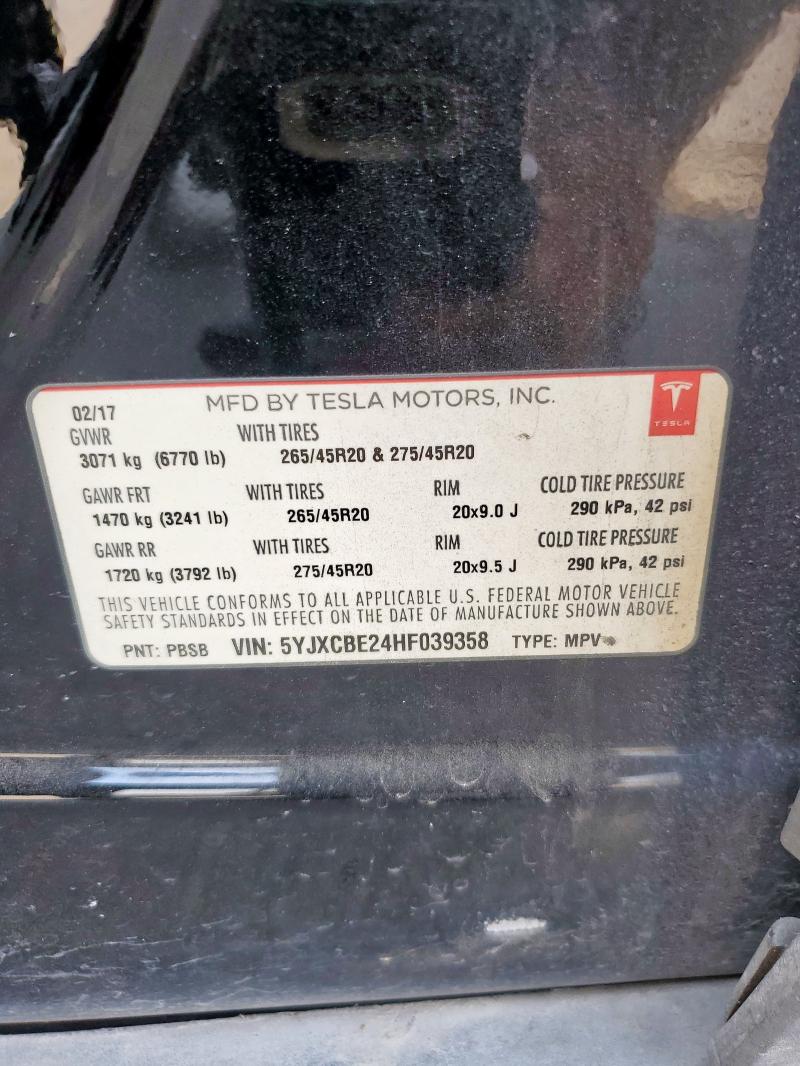 02/17 MFD BY TESLA MOTORS, INC.
TESLA
GVWR WITH TIRES
3071 kg (6770 lb) 265/45R20 & 275/45R20
GAWR FRT WITH TIRES RIM COLD TIRE PRESSURE
1470 kg (3241 lb) 265/45R20 20x9.0 J 290 kPa, 42 psi
GAWR RR WITH TIRES RIM COLD TIRE PRESSURE
1720 kg (3792 lb) 275/45R20 20x9.5 J 290 kPa, 42 psi
THIS VEHICLE CONFORMS TO ALL APPLICABLE U.S. FEDERAL MOTOR VEHICLE
SAFETY STANDARDS IN EFFECT ON THE DATE OF MANUFACTURE SHOWN ABOVE.
PNT: PBSB VIN: 5YJXCBE24HF039358 TYPE: MPV